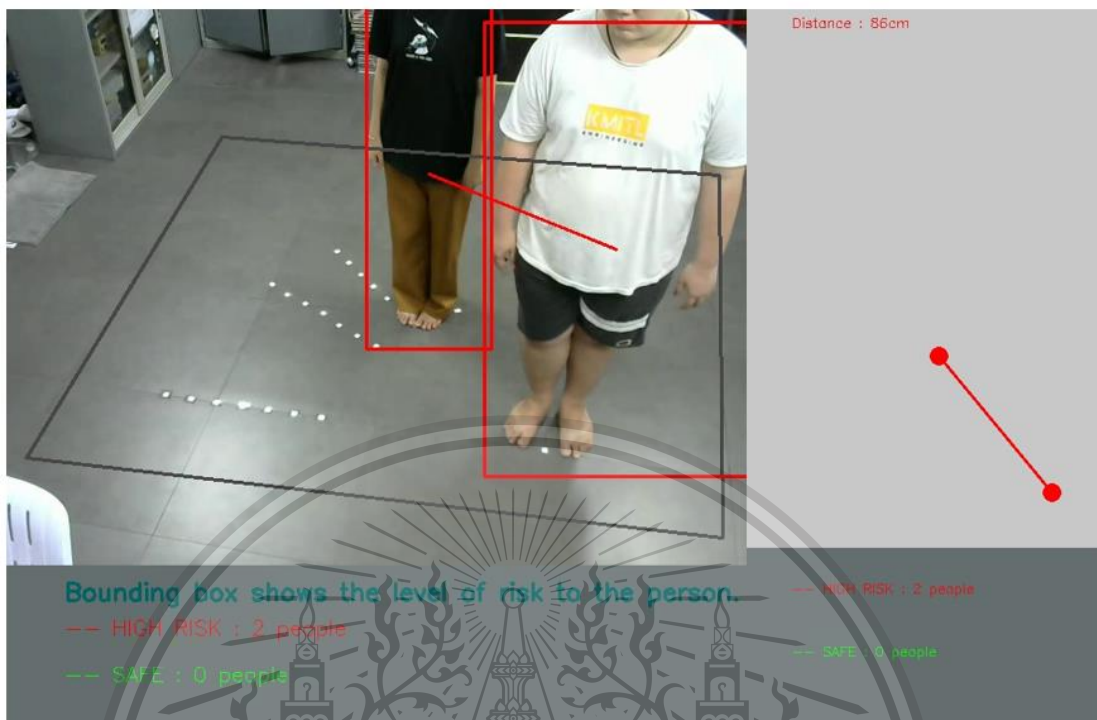 Distance : 86cm
KMITL
ENGINEERING
Bounding box shows the level of risk to the person.
-- HIGH RISK : 2 people
-- SAFE : 0 people
-- HIGH RISK : 2 people
-- SAFE : 0 people